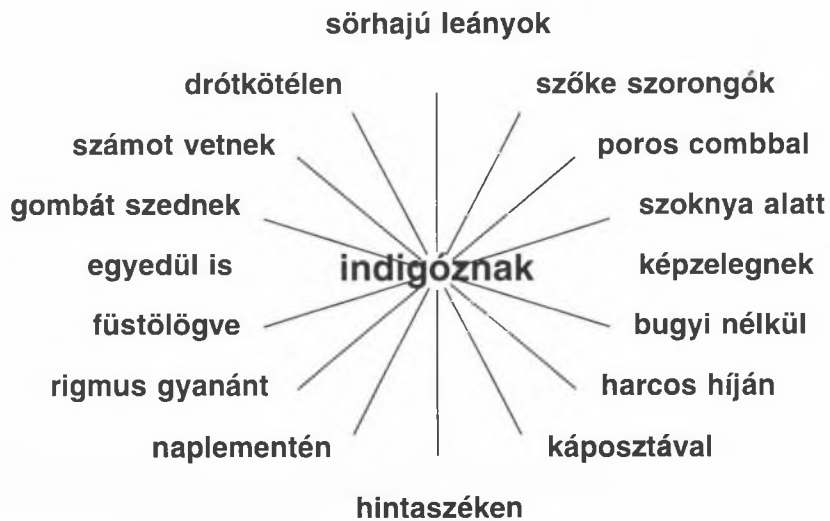 sörhajú leányok
drótkötélen szőke szorongók
számot vetnek poros combbal
gombát szednek szoknya alatt
egyedül is indigóznak képzelegnek
füstölögve bugyi nélkül
rigmus gyanánt harcos híján
naplementén káposztával
hintaszéken